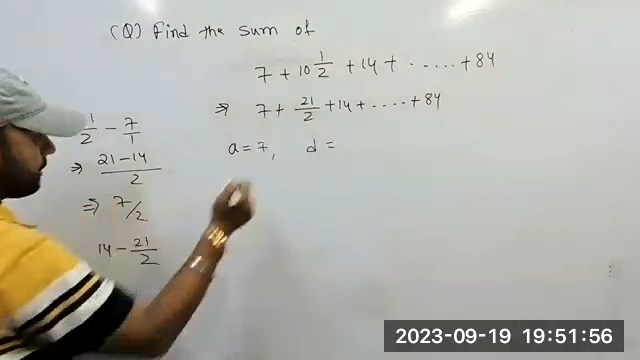 (Q) Find the sum of
7 + 10 1/2 + 14 + ...... + 84
⇒ 7 + 21/2 + 14 + .... + 84
a = 7, d =
1/2 - 7/1
⇒ 21-14/2
⇒ 7/2
14 - 21/2
2023-09-19 19:51:56